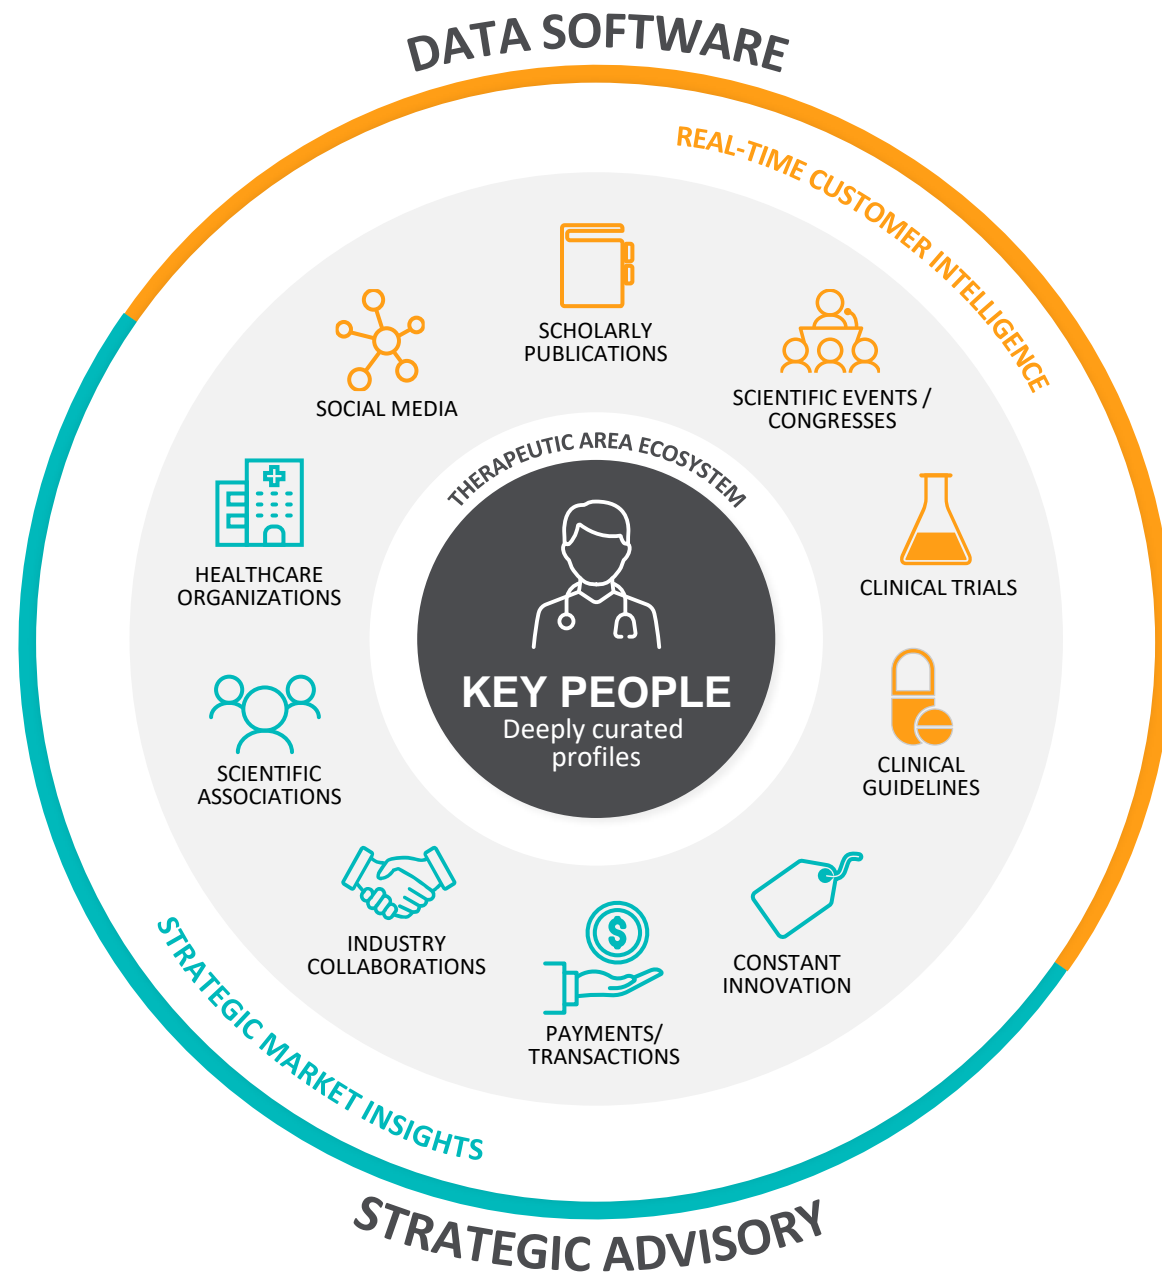 DATA SOFTWARE
REAL-TIME CUSTOMER INTELLIGENCE
SCHOLARLY
PUBLICATIONS
SOCIAL MEDIA
SCIENTIFIC EVENTS /
CONGRESSES
THERAPEUTIC AREA ECOSYSTEM
HEALTHCARE
ORGANIZATIONS
CLINICAL TRIALS
KEY PEOPLE
Deeply curated
profiles
SCIENTIFIC
ASSOCIATIONS
CLINICAL
GUIDELINES
INDUSTRY
COLLABORATIONS
$
CONSTANT
INNOVATION
PAYMENTS/
TRANSACTIONS
STRATEGIC MARKET INSIGHTS
STRATEGIC ADVISORY